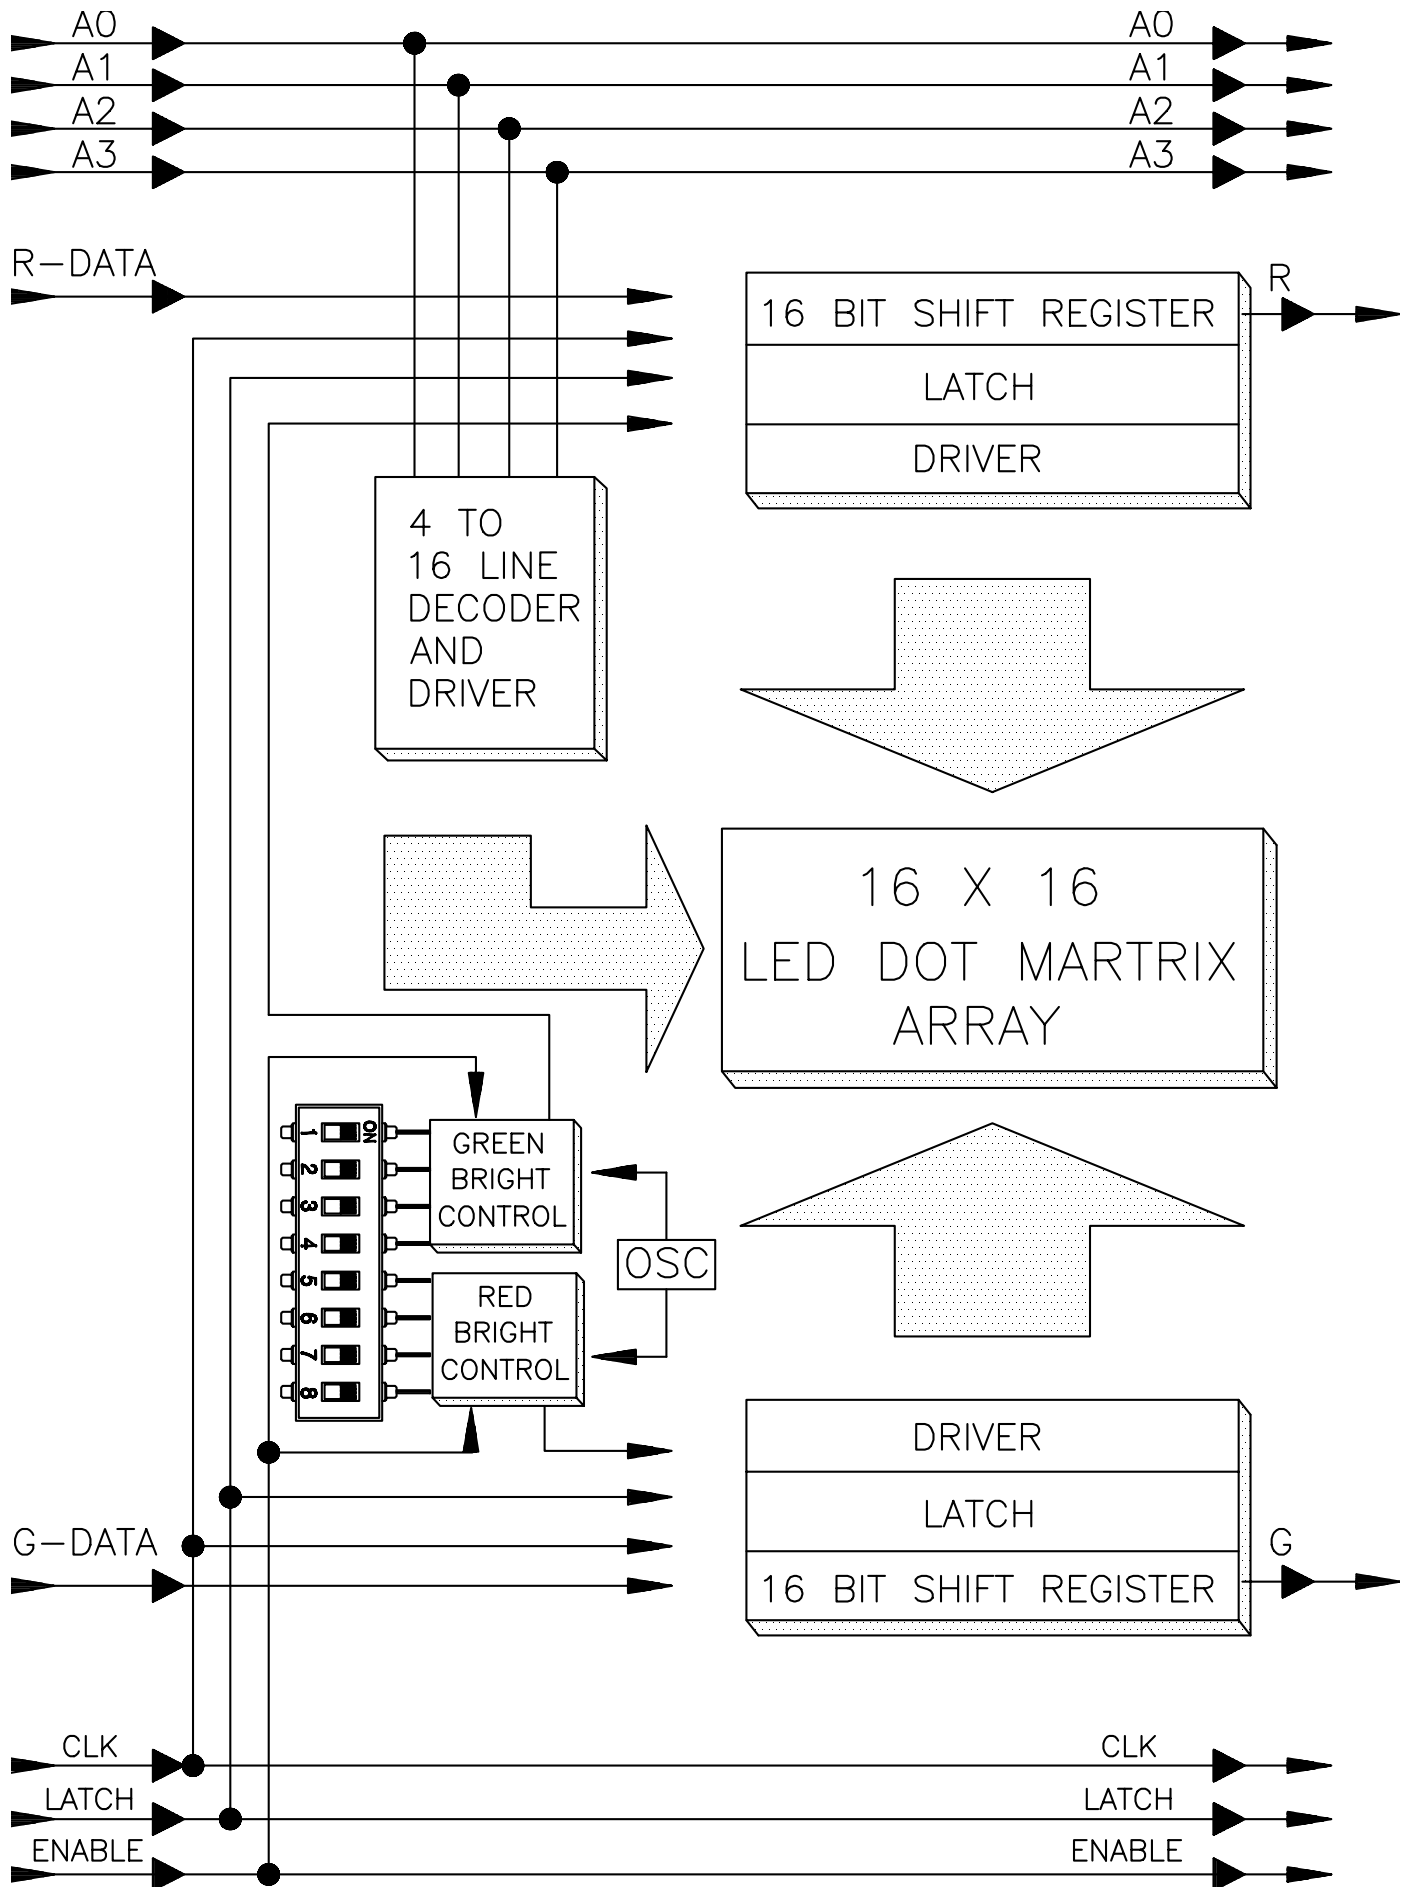 A0
A0
A1
A1
A2
A2
A3
A3
R-DATA
R
16 BIT SHIFT REGISTER
LATCH
DRIVER
4 TO
16 LINE
DECODER
AND
DRIVER
16 X 16
LED DOT MARTRIX
ARRAY
ON
1
2
3
4
5
6
7
8
GREEN
BRIGHT
CONTROL
OSC
RED
BRIGHT
CONTROL
DRIVER
LATCH
16 BIT SHIFT REGISTER
G-DATA
G
CLK
CLK
LATCH
LATCH
ENABLE
ENABLE